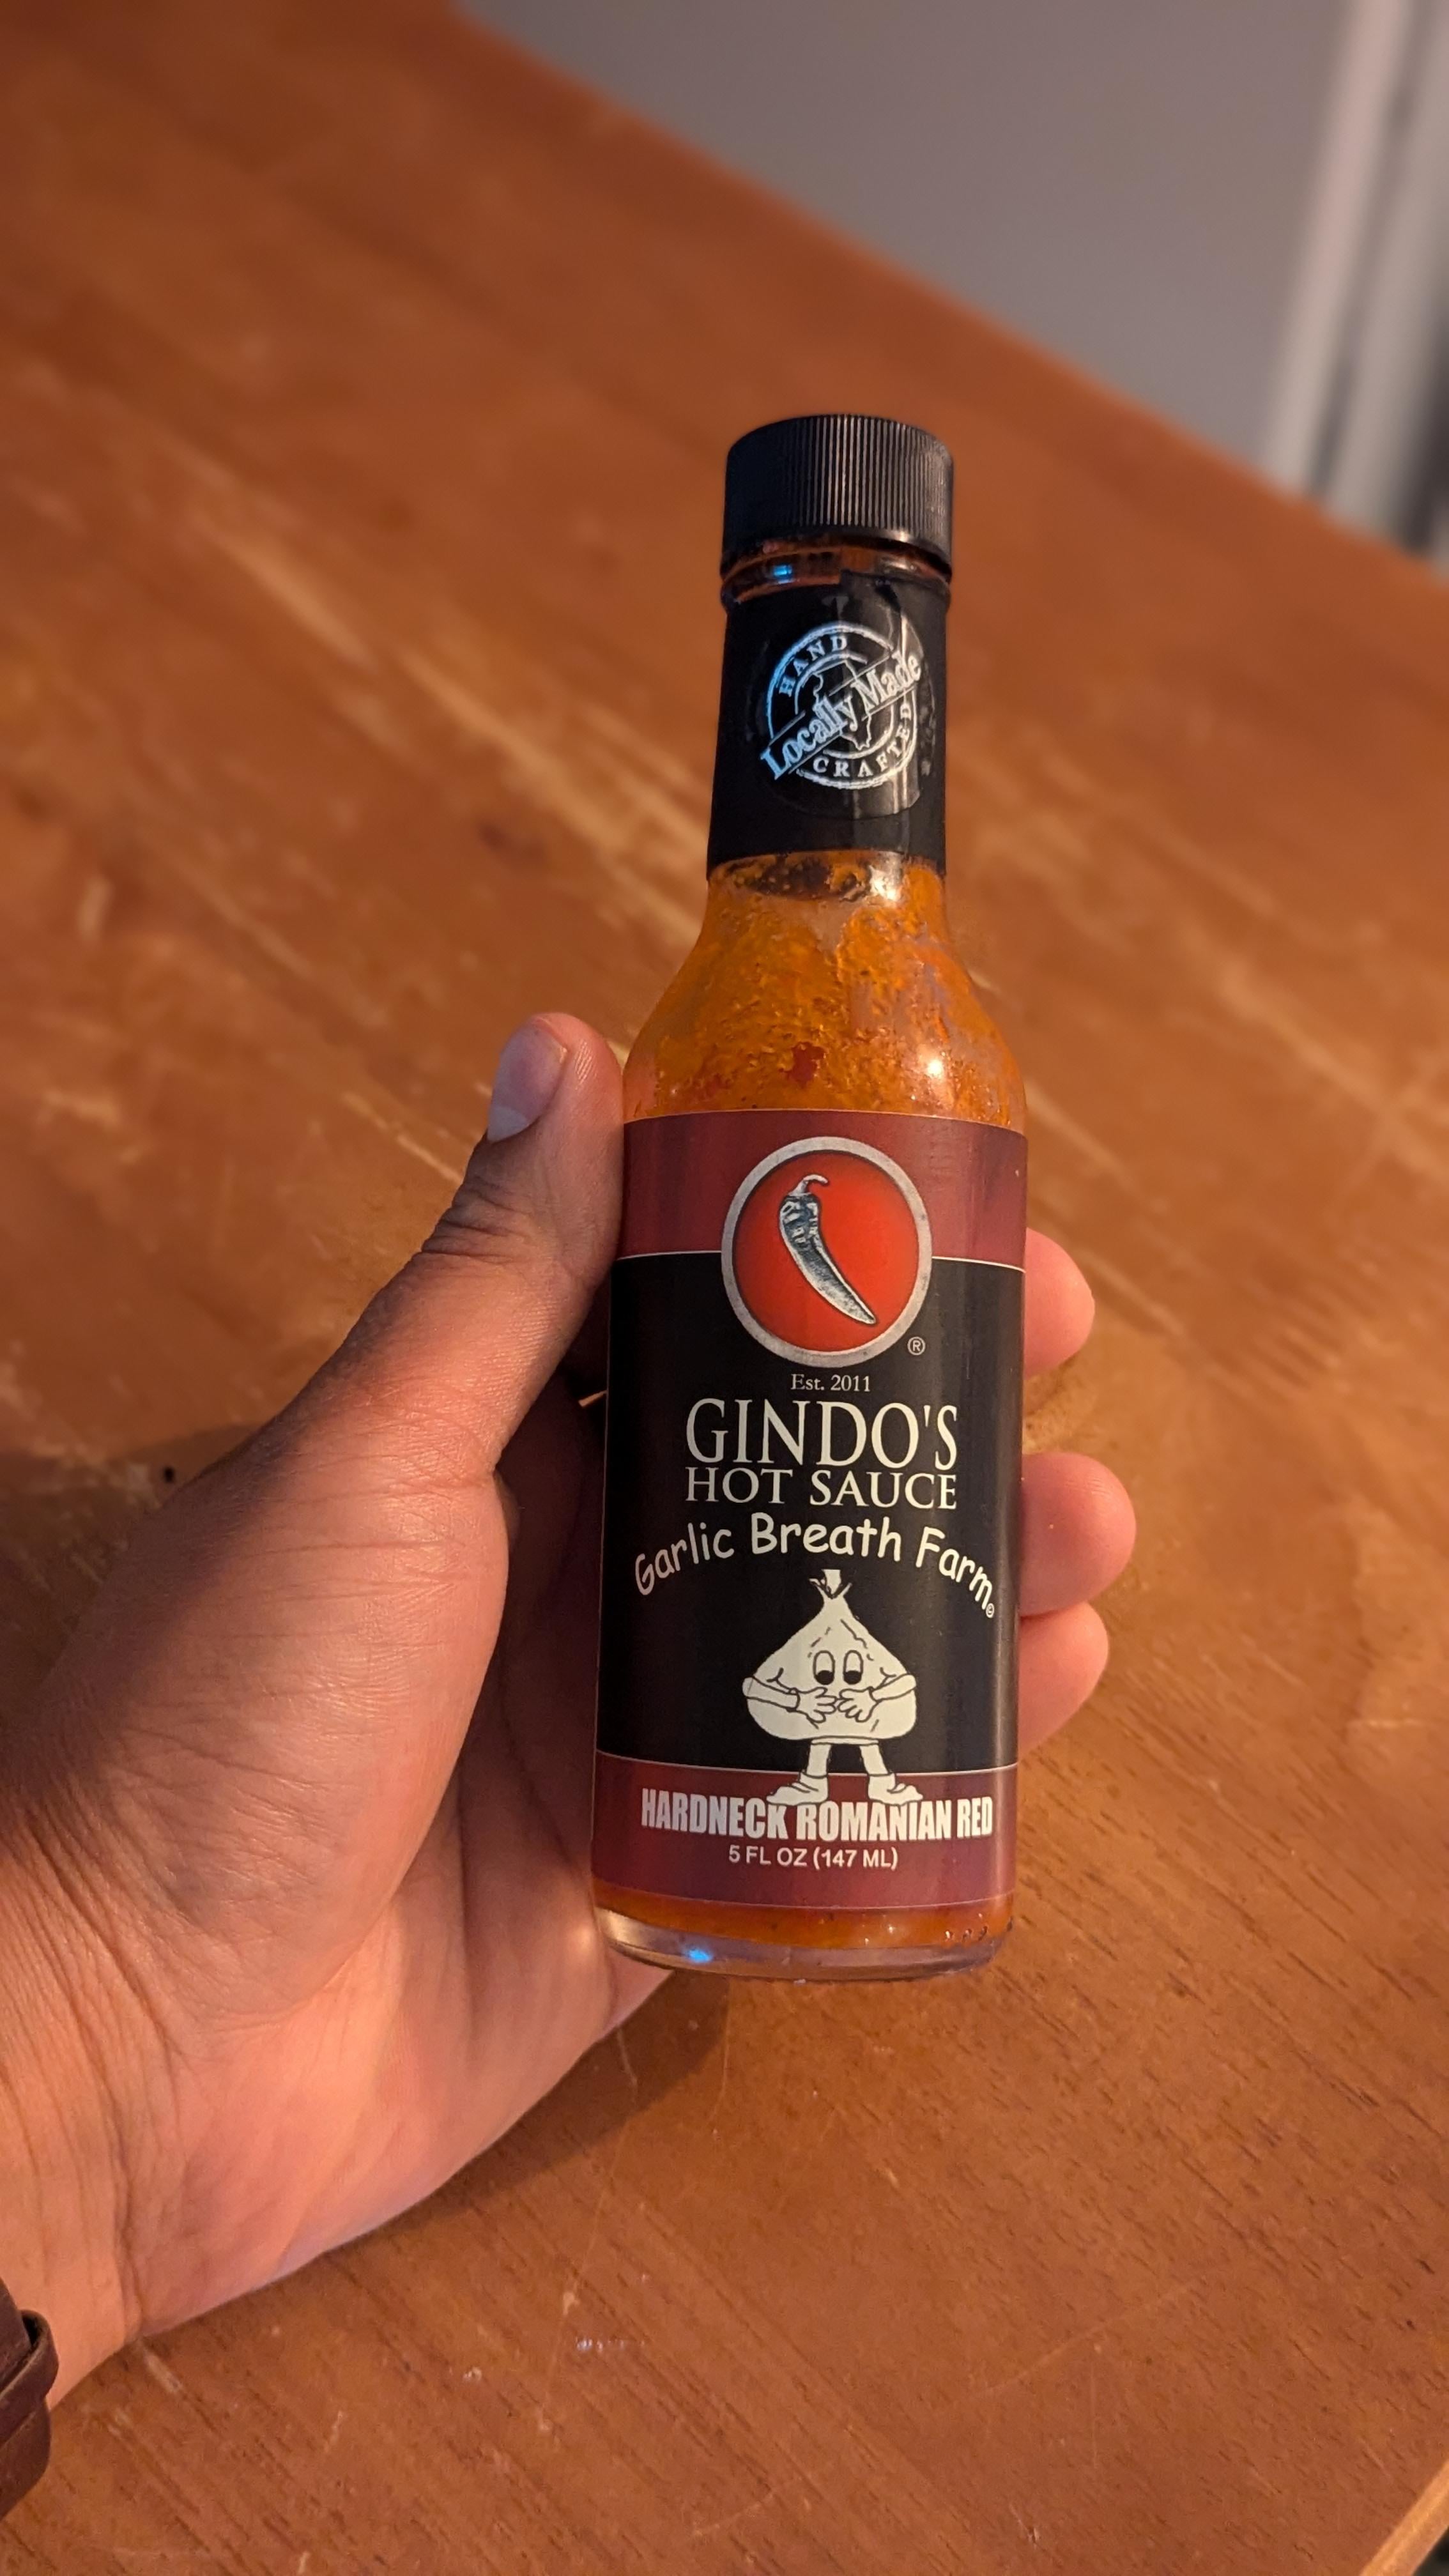 HAND
Locally Made
CRAFTED
®
Est. 2011
GINDO'S
HOT SAUCE
Garlic Breath Farm©
HARDNECK ROMANIAN RED
5 FL OZ (147 ML)